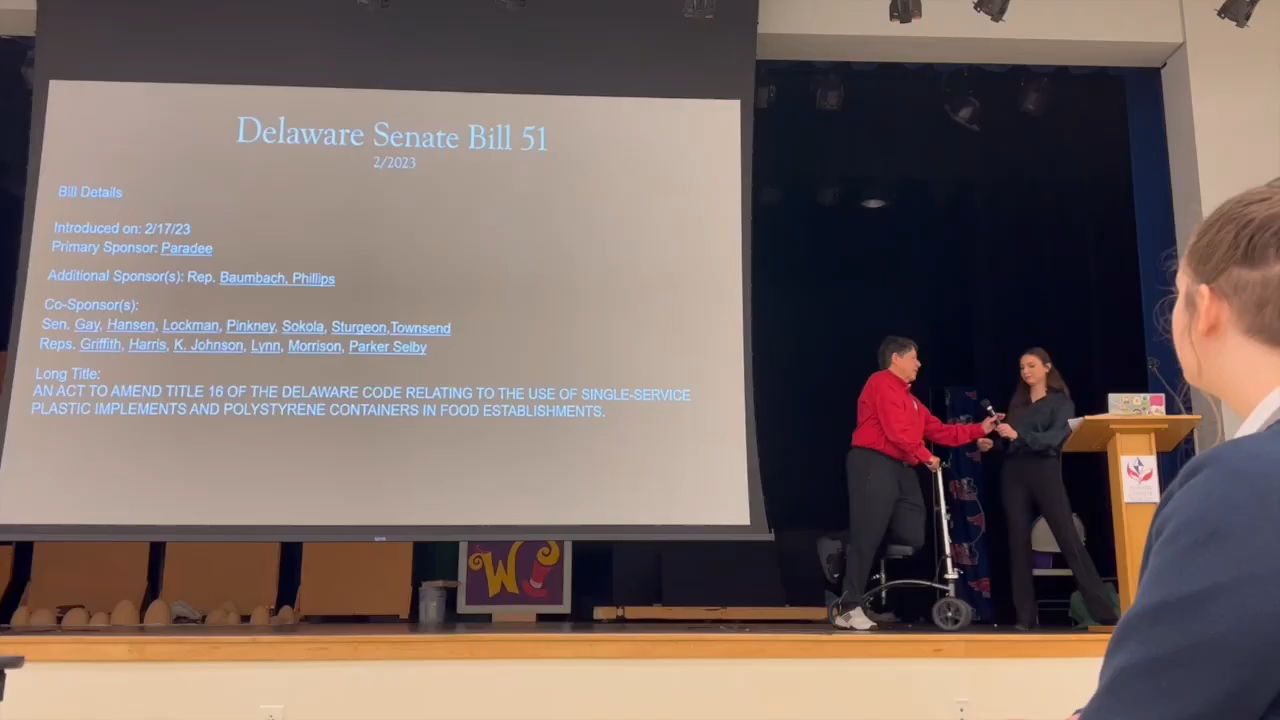 Delaware Senate Bill 51
2/2023
Bill Details
Introduced on: 2/17/23
Primary Sponsor: Paradee
Additional Sponsor(s): Rep. Baumbach, Phillips
Co-Sponsor(s):
Sen. Gay, Hansen, Lockman, Pinkney, Sokola, Sturgeon,Townsend
Reps. Griffith, Harris, K. Johnson, Lynn, Morrison, Parker Selby
Long Title:
AN ACT TO AMEND TITLE 16 OF THE DELAWARE CODE RELATING TO THE USE OF SINGLE-SERVICE
PLASTIC IMPLEMENTS AND POLYSTYRENE CONTAINERS IN FOOD ESTABLISHMENTS.
W